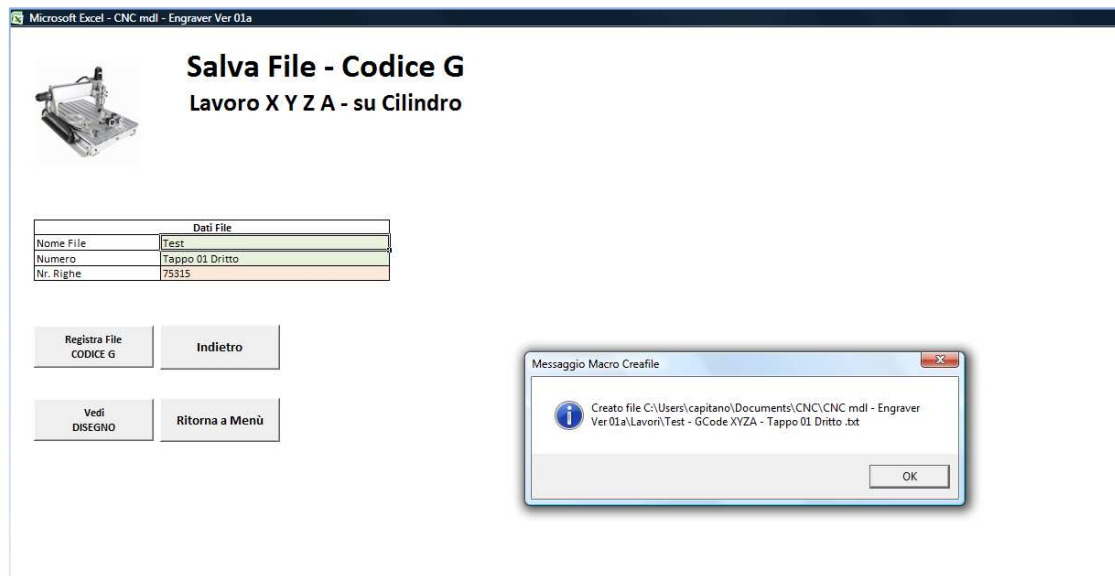 Microsoft Excel - CNC mdl - Engraver Ver 01a
Salva File - Codice G
Lavoro X Y Z A - su Cilindro
Dati File
Nome File Test
Numero Tappo 01 Dritto
Nr. Righe 75315
Registra File
CODICE G
Indietro
Vedi
DISEGNO
Ritorna a Menù
Messaggio Macro Creafile
Creato file C:\Users\capitano\Documents\CNC\CNC mdl - Engraver
Ver 01a\Lavori\Test - GCode XYZA - Tappo 01 Dritto .txt
OK